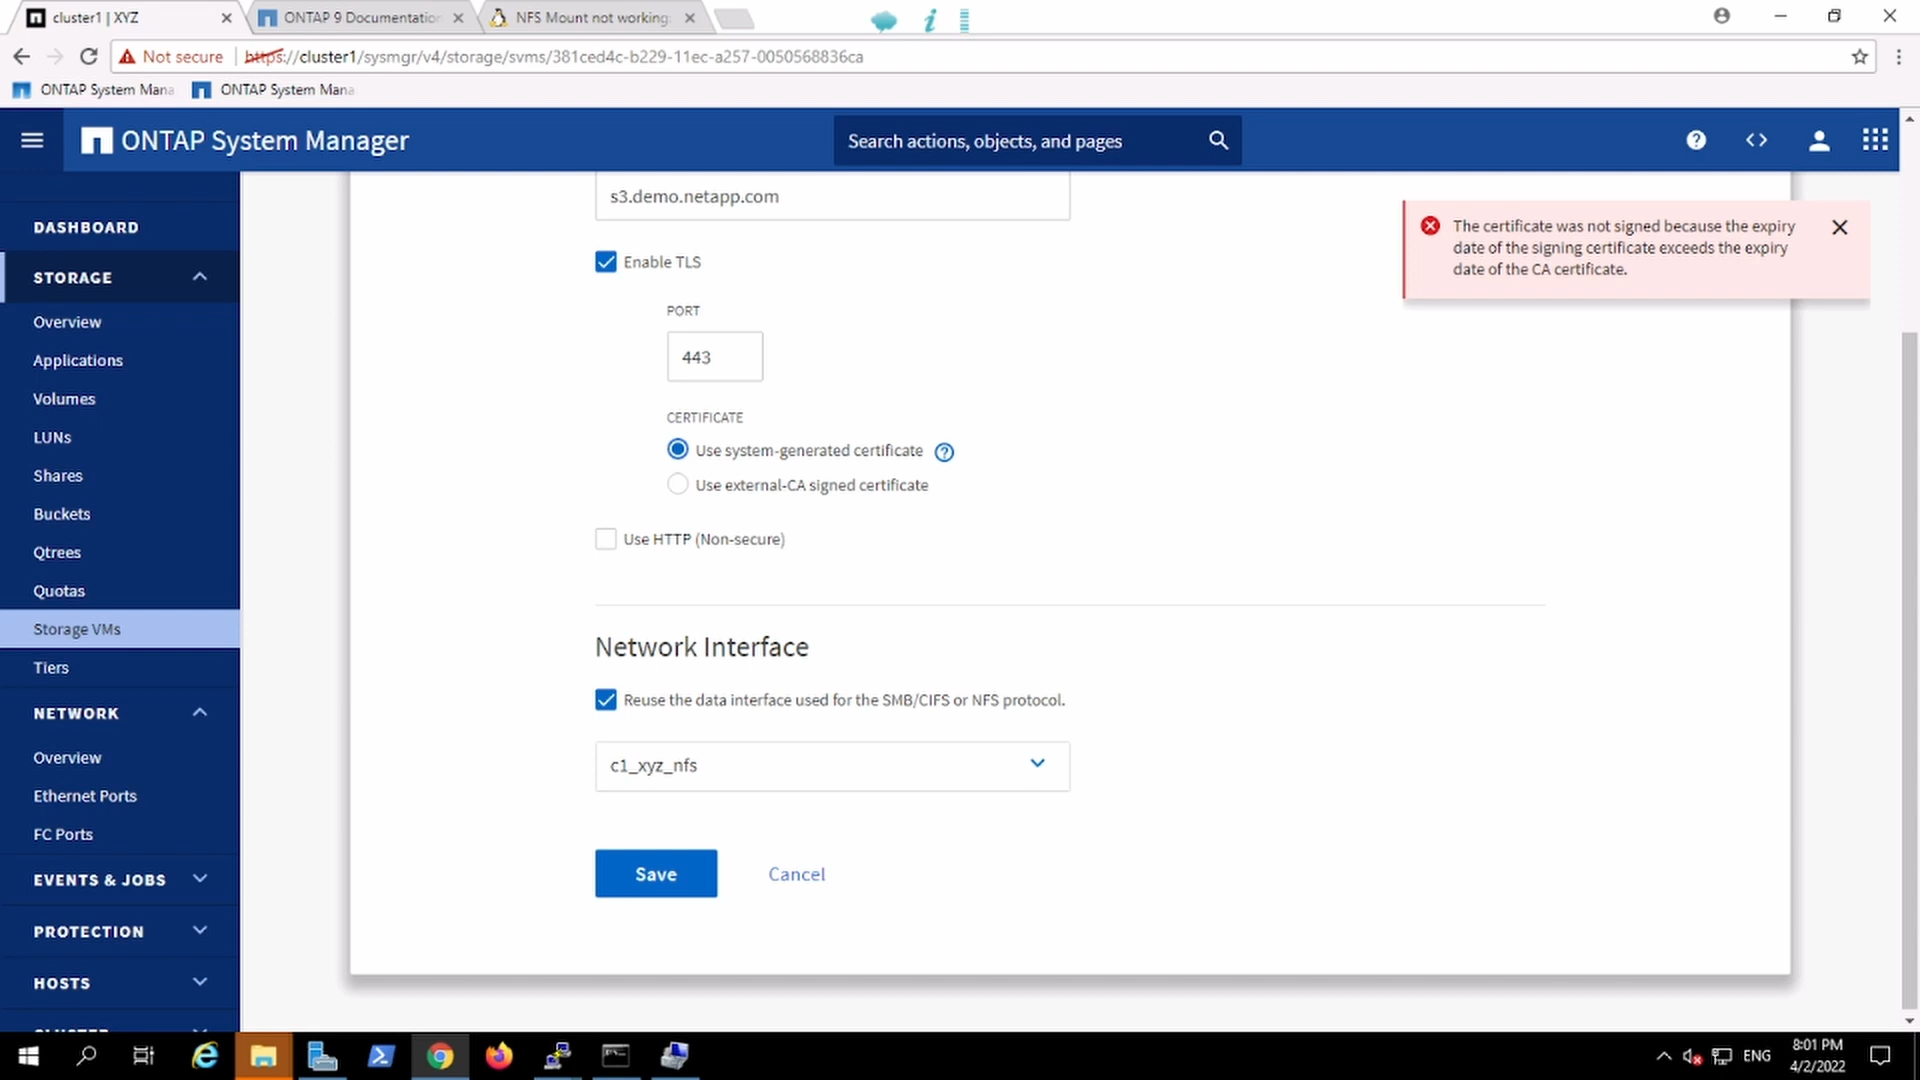 cluster1 | XYZ
ONTAP 9 Documentation
NFS Mount not working
Not secure
https://cluster1/sysmgr/v4/storage/svms/381ced4c-b229-11ec-a257-0050568836ca
ONTAP System Mana
ONTAP System Mana
ONTAP System Manager
Search actions, objects, and pages
DASHBOARD
STORAGE
Overview
Applications
Volumes
LUNs
Shares
Buckets
Qtrees
Quotas
Storage VMs
Tiers
NETWORK
Overview
Ethernet Ports
FC Ports
EVENTS & JOBS
PROTECTION
HOSTS
CLUSTER
s3.demo.netapp.com
Enable TLS
PORT
443
CERTIFICATE
Use system-generated certificate
Use external-CA signed certificate
Use HTTP (Non-secure)
Network Interface
Reuse the data interface used for the SMB/CIFS or NFS protocol.
c1_xyz_nfs
Save
Cancel
The certificate was not signed because the expiry
date of the signing certificate exceeds the expiry
date of the CA certificate.
ENG
8:01 PM
4/2/2022